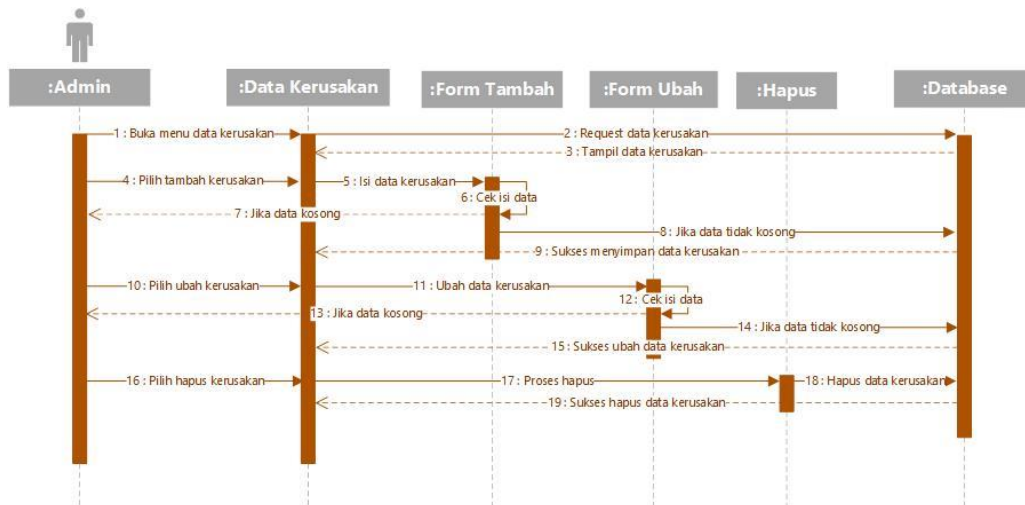 :Admin
:Data Kerusakan
:Form Tambah
:Form Ubah
:Hapus
:Database
1 : Buka menu data kerusakan
2 : Request data kerusakan
3 : Tampil data kerusakan
4 : Pilih tambah kerusakan
5 : Isi data kerusakan
6 : Cek isi data
7 : Jika data kosong
8 : Jika data tidak kosong
9 : Sukses menyimpan data kerusakan
10 : Pilih ubah kerusakan
11 : Ubah data kerusakan
12 : Cek isi data
13 : Jika data kosong
14 : Jika data tidak kosong
15 : Sukses ubah data kerusakan
16 : Pilih hapus kerusakan
17 : Proses hapus
18 : Hapus data kerusakan
19 : Sukses hapus data kerusakan